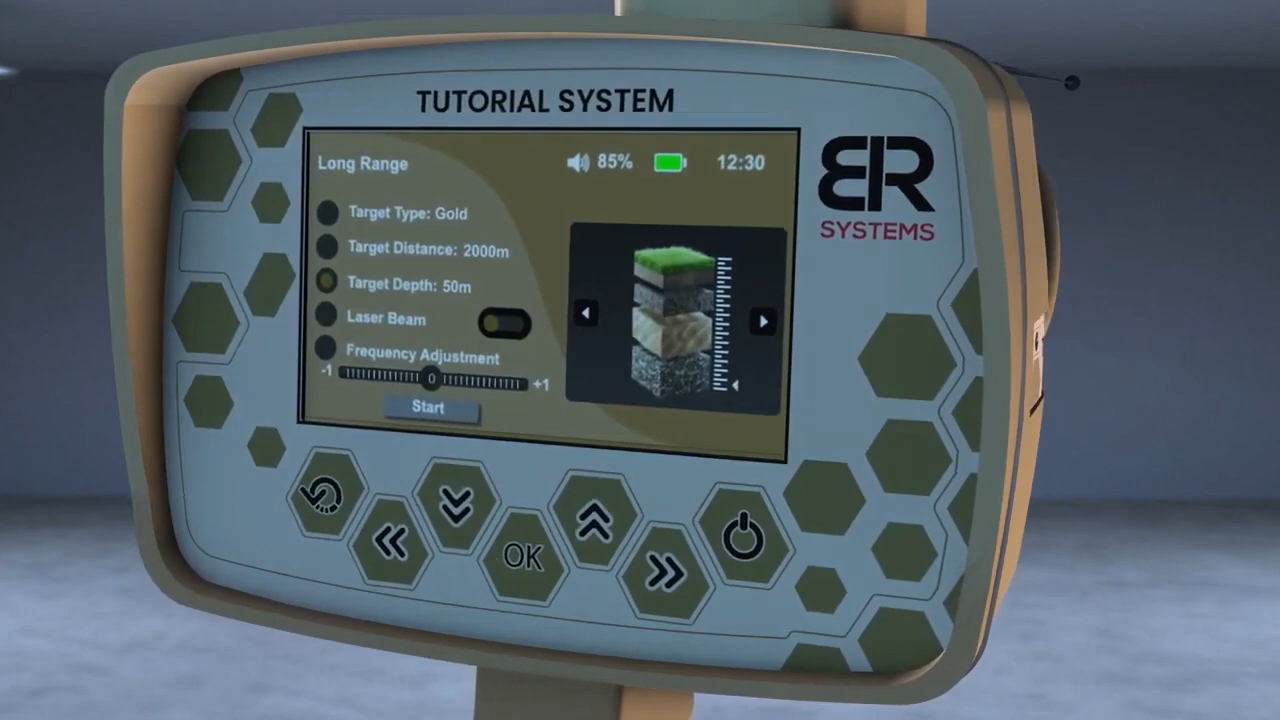 TUTORIAL SYSTEM
BR
SYSTEMS
Long Range
85%
12:30
Target Type: Gold
Target Distance: 2000m
Target Depth: 50m
Laser Beam
Frequency Adjustment
-1
0
+1
Start
OK